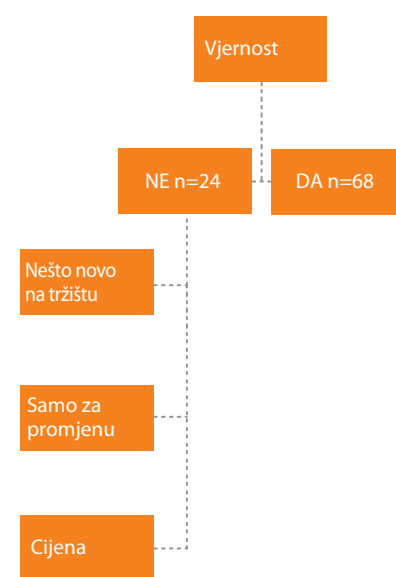 Vjernost
NE n=24
DA n=68
Nešto novo
na tržištu
Samo za
promjenu
Cijena